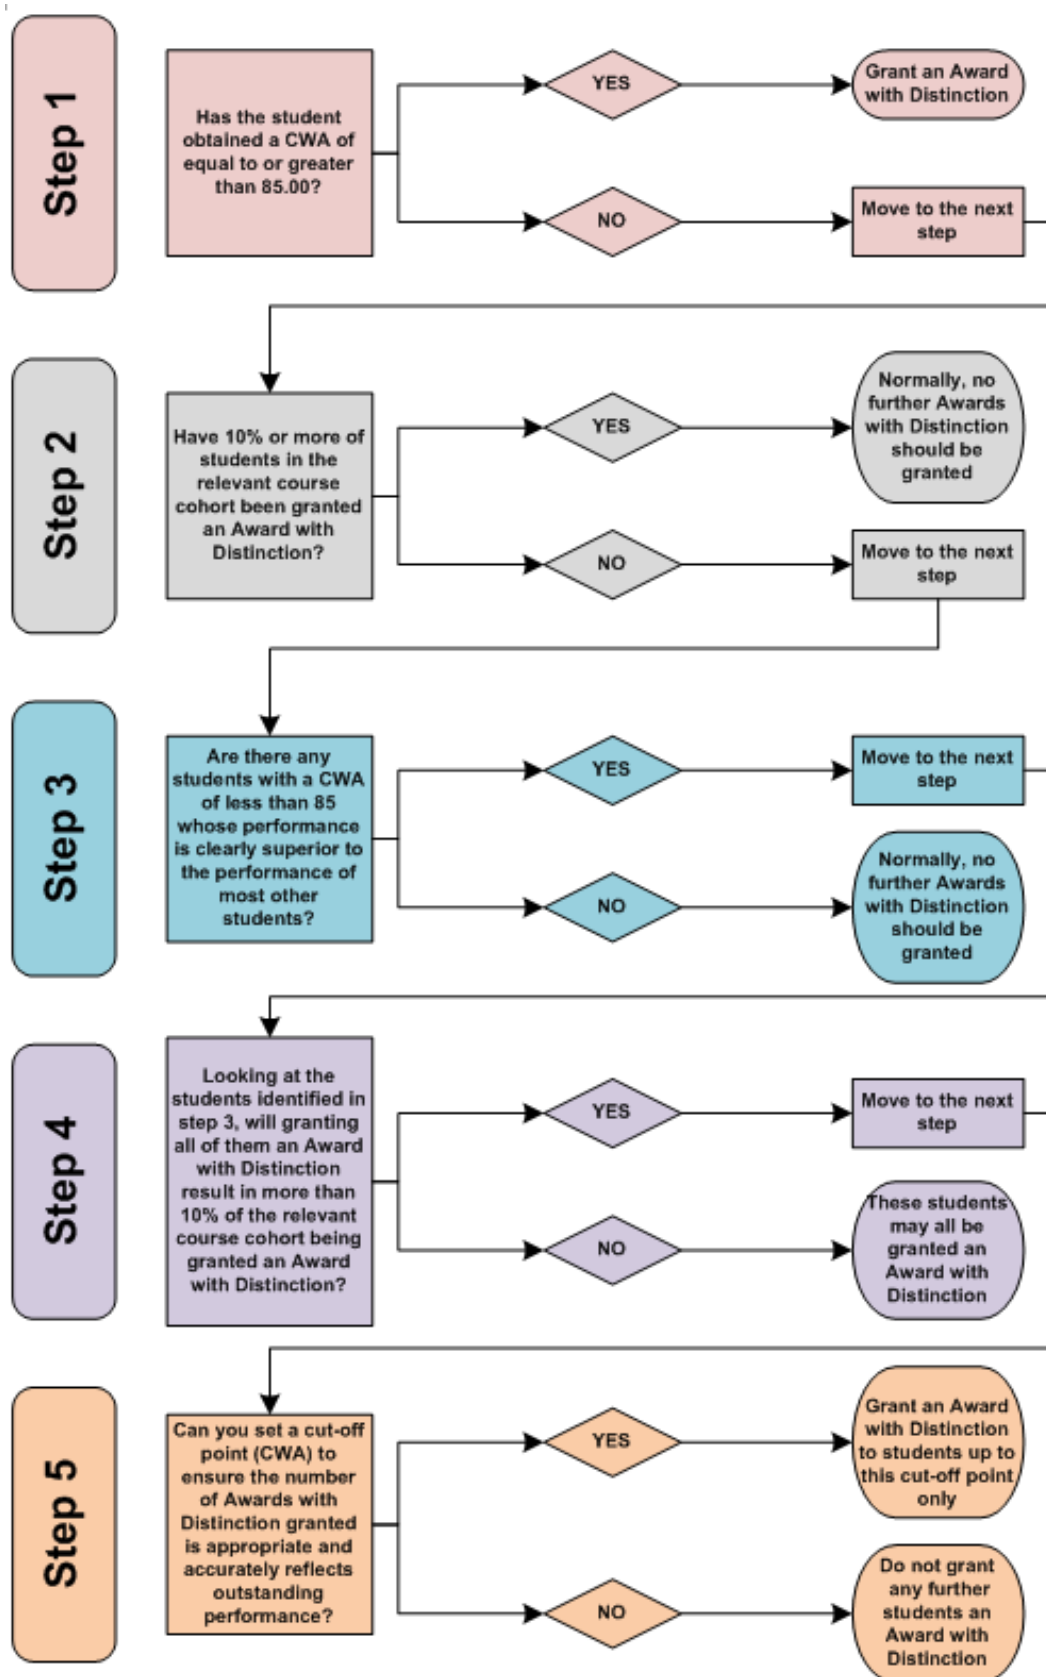 Step 1
Has the student
obtained a CWA of
equal to or greater
than 85.00?
YES
Grant an Award
with Distinction
NO
Move to the next
step
Step 2
Have 10% or more of
students in the
relevant course
cohort been granted
an Award with
Distinction?
YES
Normally, no
further Awards
with Distinction
should be
granted
NO
Move to the next
step
Step 3
Are there any
students with a CWA
of less than 85
whose performance
is clearly superior to
the performance of
most other
students?
YES
Move to the next
step
NO
Normally, no
further Awards
with Distinction
should be
granted
Step 4
Looking at the
students identified in
step 3, will granting
all of them an Award
with Distinction
result in more than
10% of the relevant
course cohort being
granted an Award
with Distinction?
YES
Move to the next
step
NO
These students
may all be
granted an
Award with
Distinction
Step 5
Can you set a cut-off
point (CWA) to
ensure the number
of Awards with
Distinction granted
is appropriate and
accurately reflects
outstanding
performance?
YES
Grant an Award
with Distinction
to students up to
this cut-off point
only
NO
Do not grant
any further
students an
Award with
Distinction